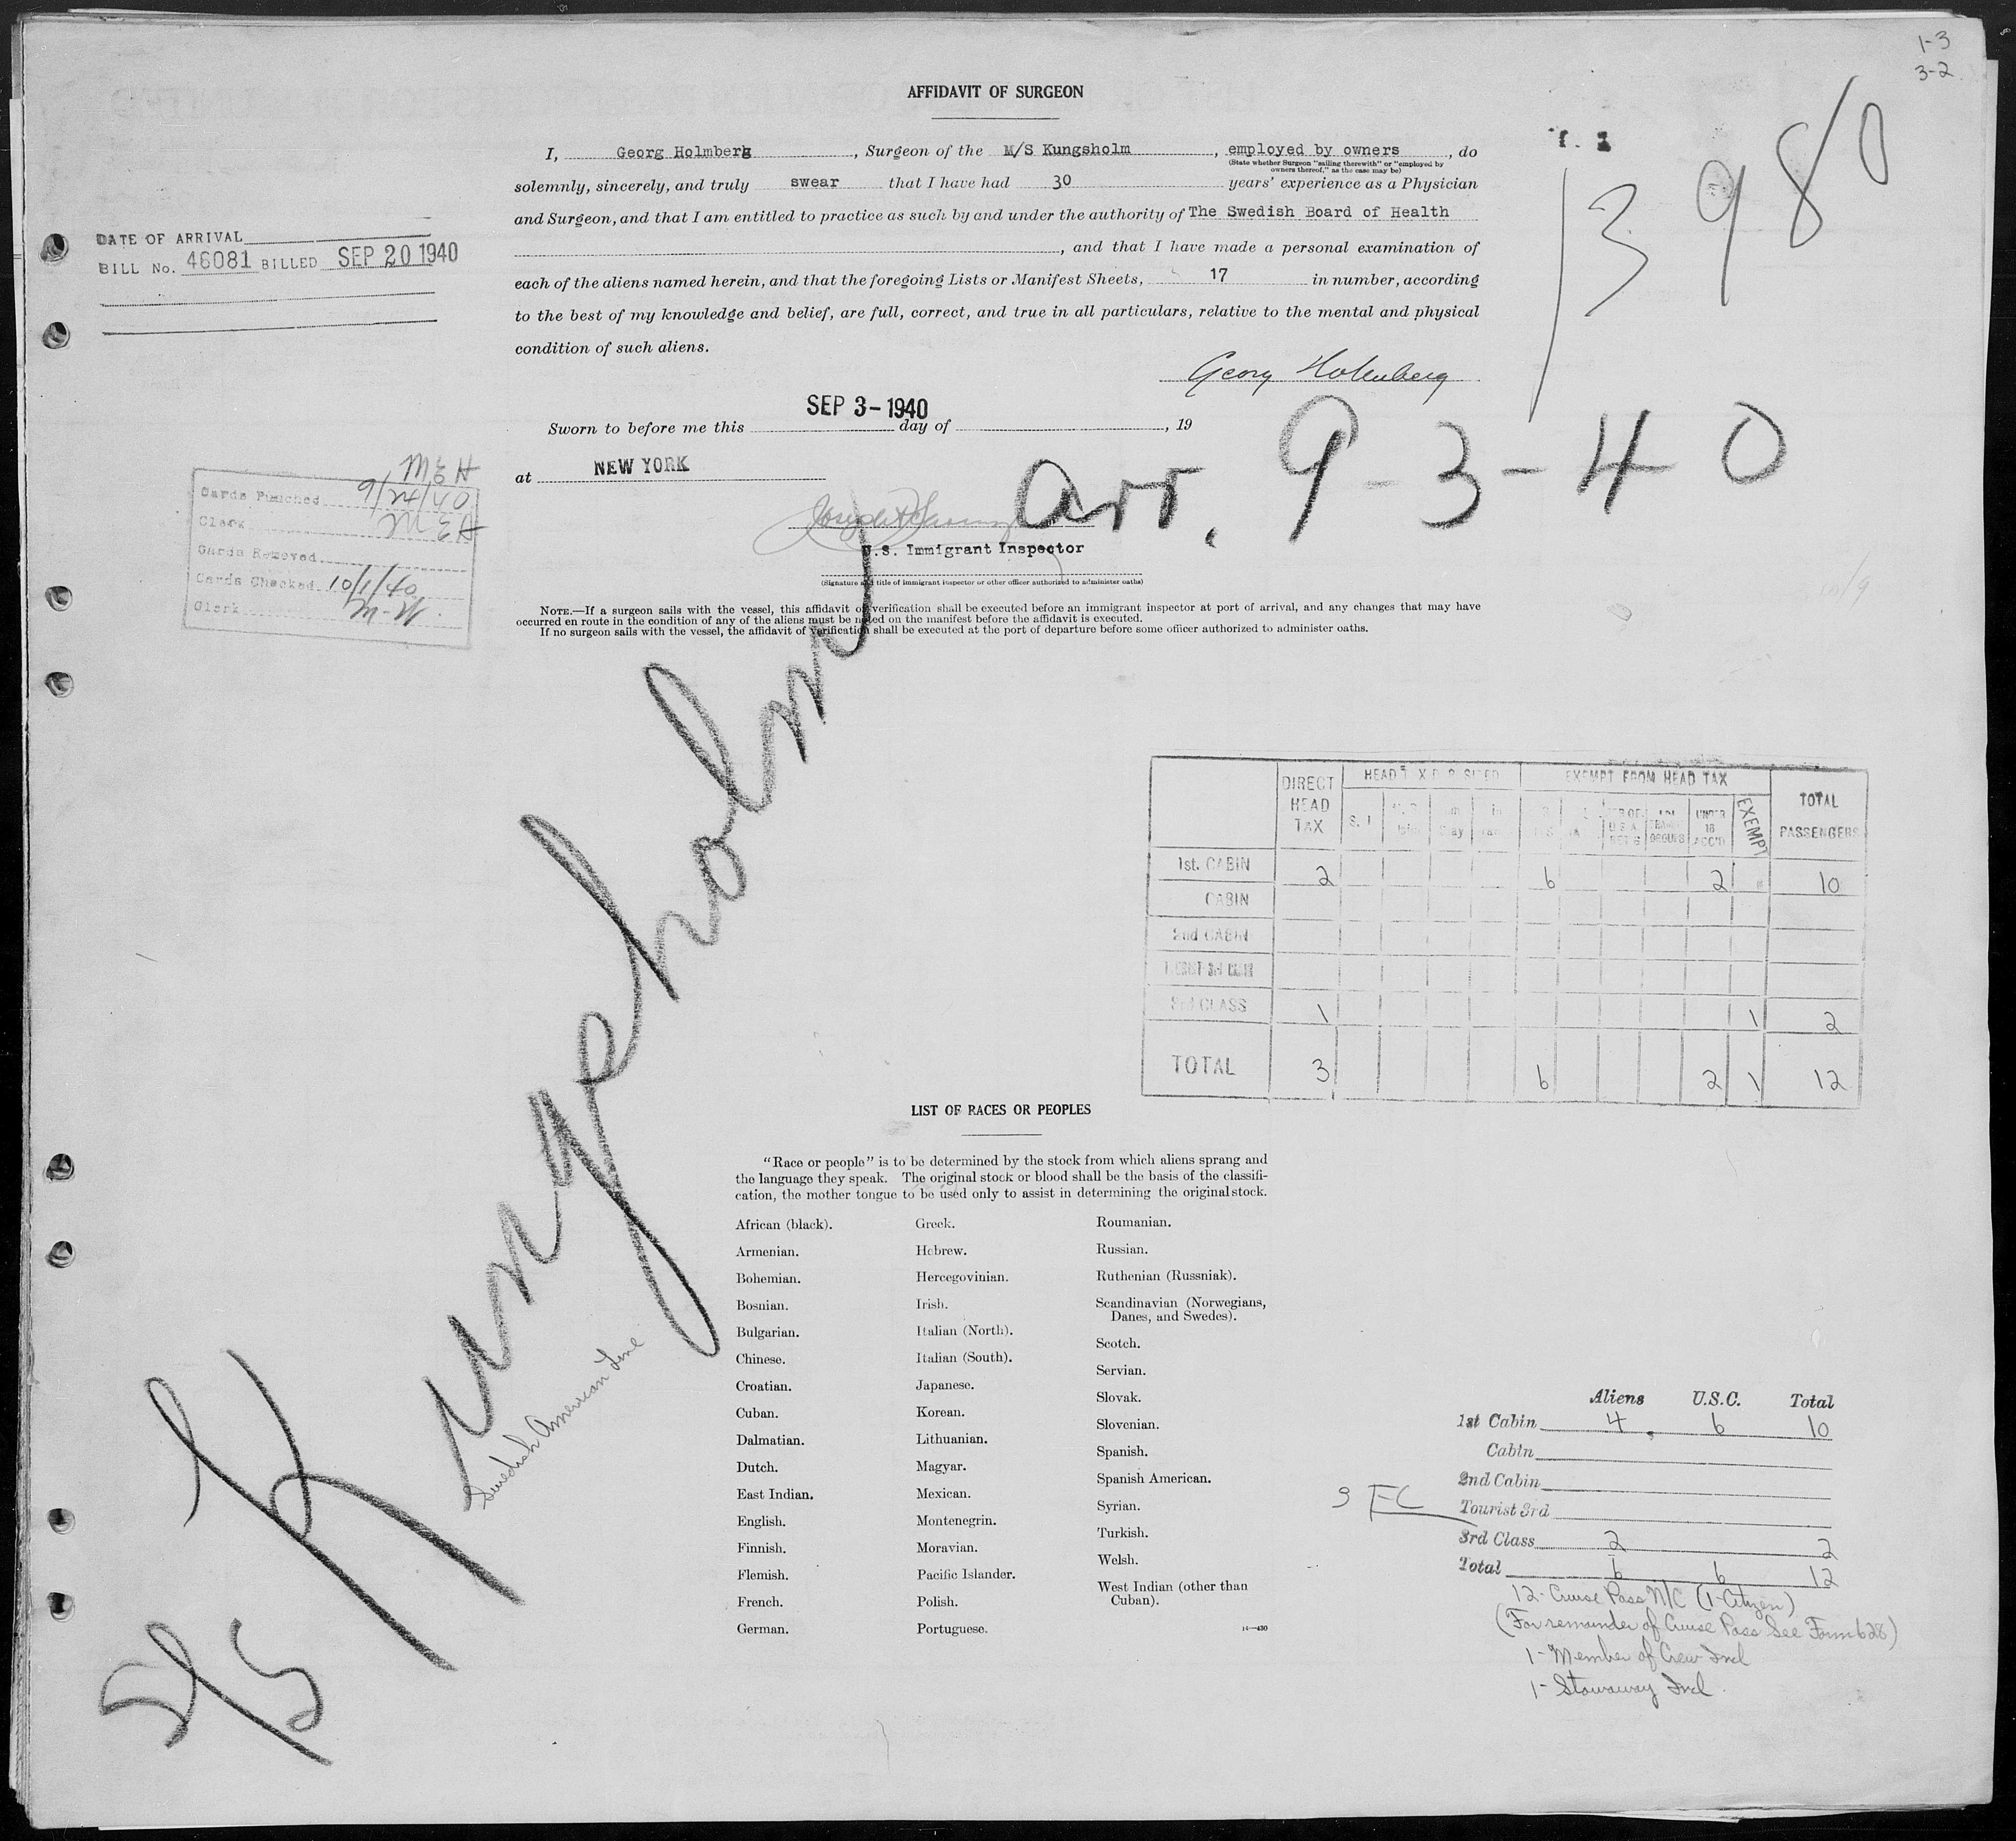 1-3
3-2
AFFIDAVIT OF SURGEON
I, Georg Holmberg, Surgeon of the M/S Kungsholm, employed by owners, do
(State whether Surgeon "sailing therewith" or "employed by
owners thereof," as the case may be)
solemnly, sincerely, and truly swear that I have had 30 years' experience as a Physician
and Surgeon, and that I am entitled to practice as such by and under the authority of The Swedish Board of Health
, and that I have made a personal examination of
each of the aliens named herein, and that the foregoing Lists or Manifest Sheets, 17 in number, according
to the best of my knowledge and belief, are full, correct, and true in all particulars, relative to the mental and physical
condition of such aliens.
Georg Holmberg
13980
DATE OF ARRIVAL
BILL No. 46081 BILLED SEP 20 1940
Sworn to before me this SEP 3-1940 day of , 19
at NEW YORK
arr. 9-3-40
U.S. Immigrant Inspector
(Signature and title of immigrant inspector or other officer authorized to administer oaths)
MEH
Cards Punched 9/24/40
Clerk MEH
Cards Removed
Cards Checked 10/1/40
Clerk M-W
NOTE.—If a surgeon sails with the vessel, this affidavit of verification shall be executed before an immigrant inspector at port of arrival, and any changes that may have
occurred en route in the condition of any of the aliens must be noted on the manifest before the affidavit is executed.
If no surgeon sails with the vessel, the affidavit of verification shall be executed at the port of departure before some officer authorized to administer oaths.
Kungsholm
Swedish American Line
DIRECT HEAD TAX EXEMPT FROM HEAD TAX TOTAL PASSENGERS
S.I. UNDER 16 ACC'D EXEMPT
1st. CABIN 2 6 2 10
CABIN
2nd CABIN
3rd CLASS 1 1 2
TOTAL 3 6 2 1 12
LIST OF RACES OR PEOPLES
"Race or people" is to be determined by the stock from which aliens sprang and
the language they speak. The original stock or blood shall be the basis of the classifi-
cation, the mother tongue to be used only to assist in determining the original stock.
African (black).
Armenian.
Bohemian.
Bosnian.
Bulgarian.
Chinese.
Croatian.
Cuban.
Dalmatian.
Dutch.
East Indian.
English.
Finnish.
Flemish.
French.
German.
Greek.
Hebrew.
Hercegovinian.
Irish.
Italian (North).
Italian (South).
Japanese.
Korean.
Lithuanian.
Magyar.
Mexican.
Montenegrin.
Moravian.
Pacific Islander.
Polish.
Portuguese.
Roumanian.
Russian.
Ruthenian (Russniak).
Scandinavian (Norwegians,
Danes, and Swedes).
Scotch.
Servian.
Slovak.
Slovenian.
Spanish.
Spanish American.
Syrian.
Turkish.
Welsh.
West Indian (other than
Cuban).
14—430
Aliens U.S.C. Total
1st Cabin 4 6 10
Cabin
2nd Cabin
Tourist 3rd
3rd Class 2 2
Total 6 6 12
12- Cruise Pass N/C (1-Citizen)
(For remainder of Cruise Pass See Form 628)
1- Member of Crew Incl
1- Stowaway Incl.